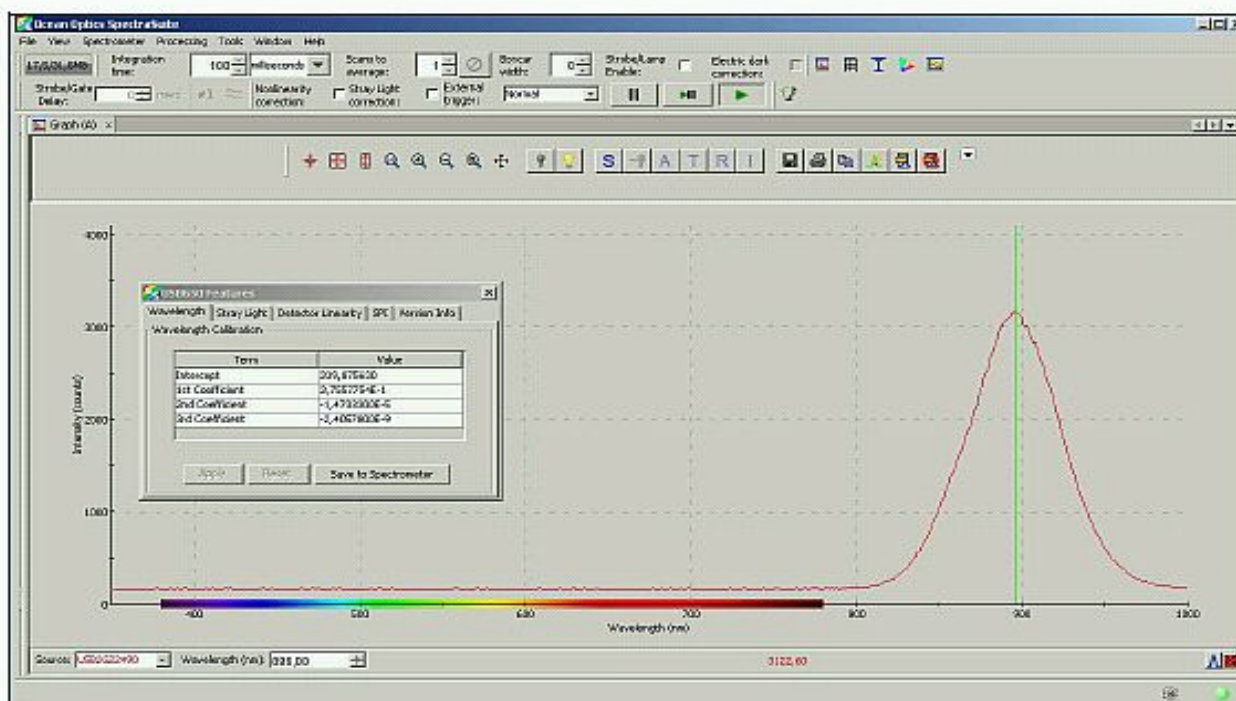 Ocean Optics SpectraSuite
File View Spectrometer Processing Tools Window Help
Integration time: 100 milliseconds
Scans to average: 1
Boxcar width: 0
Strobe/Lamp Enable:
Electric dark correction:
Strobe/Gate Delay:
Nonlinearity correction:
Stray Light correction:
External trigger: Normal
Graph (A)
S A T R I
4000
3000
2000
1000
0
Intensity (counts)
Features
Wavelength Stray Light Detector Linearity SPI Version Info
Wavelength Calibration
Term Value
Intercept
1st Coefficient
2nd Coefficient
3rd Coefficient
Apply Reset Save to Spectrometer
400 500 600 700 800 900 1000
Wavelength (nm)
Source:
Wavelength (nm):
3122,60